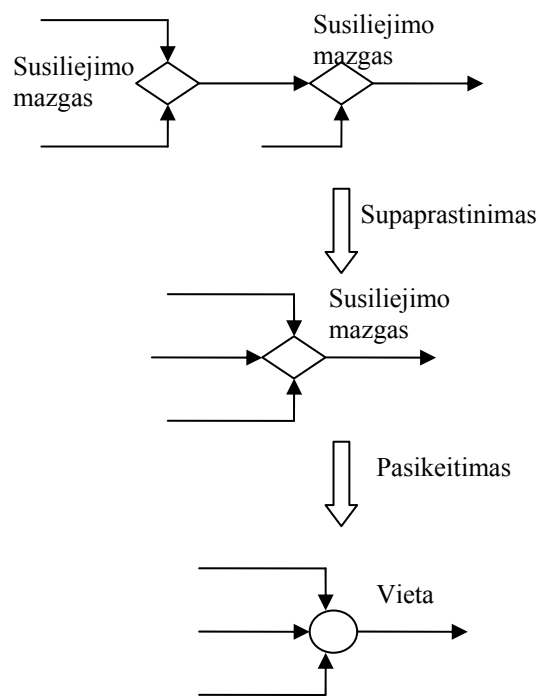 Susiliejimo
mazgas
Susiliejimo
mazgas
Supaprastinimas
Susiliejimo
mazgas
Pasikeitimas
Vieta